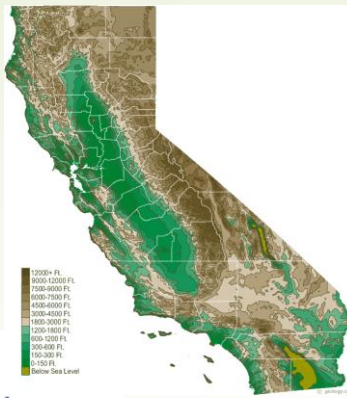 12000+ Ft.
9000-12000 Ft.
7500-9000 Ft.
6000-7500 Ft.
4500-6000 Ft.
3000-4500 Ft.
1800-3000 Ft.
1200-1800 Ft.
600-1200 Ft.
300-600 Ft.
150-300 Ft.
0-150 Ft.
Below Sea Level